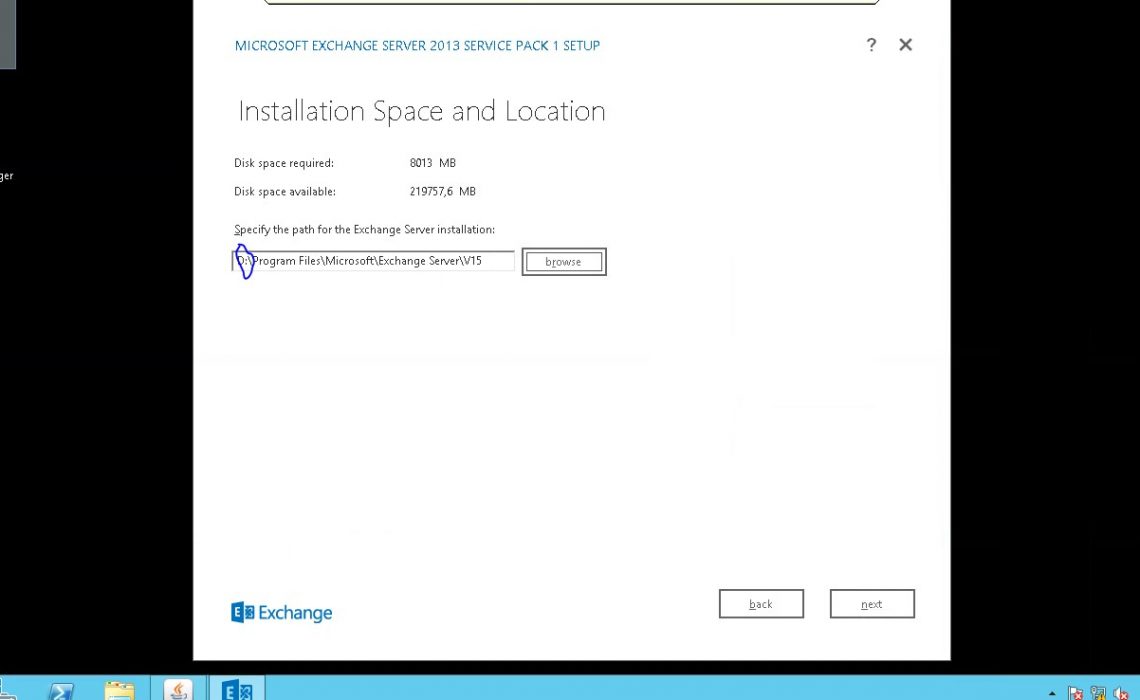 MICROSOFT EXCHANGE SERVER 2013 SERVICE PACK 1 SETUP
? ×
Installation Space and Location
Disk space required: 8013 MB
Disk space available: 219757,6 MB
ger
Specify the path for the Exchange Server installation:
D:\Program Files\Microsoft\Exchange Server\V15 browse
E Exchange
back next
E